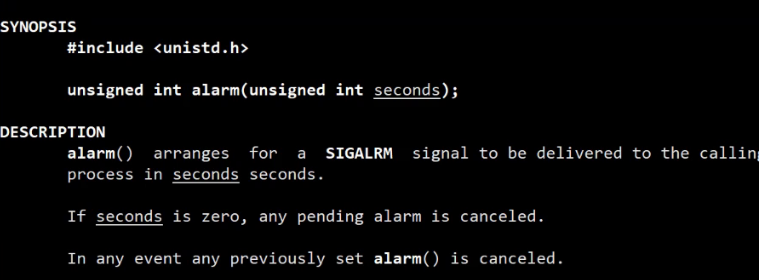 SYNOPSIS
#include <unistd.h>
unsigned int alarm(unsigned int seconds);
DESCRIPTION
alarm() arranges for a SIGALRM signal to be delivered to the calling
process in seconds seconds.
If seconds is zero, any pending alarm is canceled.
In any event any previously set alarm() is canceled.